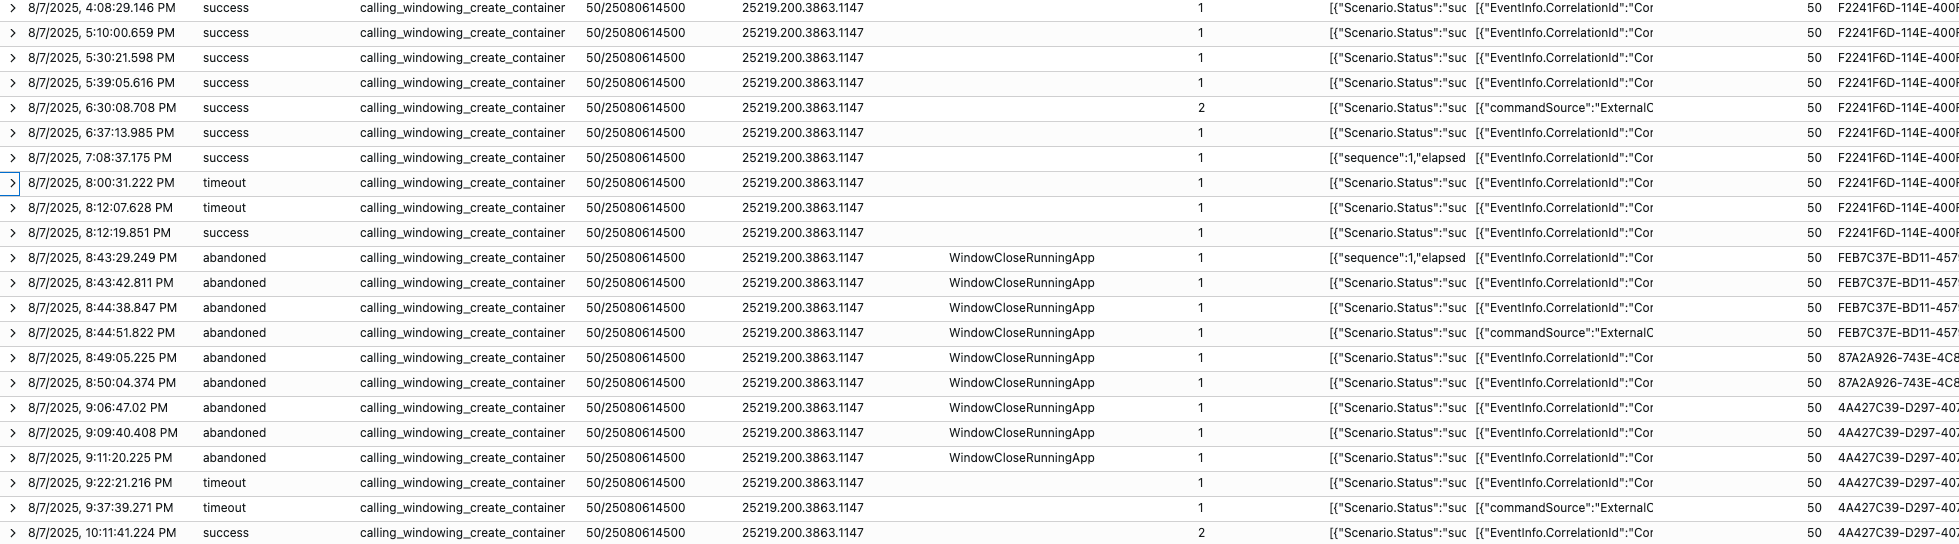 8/7/2025, 4:08:29.146 PM success calling_windowing_create_container 50/25080614500 25219.200.3863.1147 1 [{"Scenario.Status":"suc [{"EventInfo.CorrelationId":"Cor 50 F2241F6D-114E-400F
8/7/2025, 5:10:00.659 PM success calling_windowing_create_container 50/25080614500 25219.200.3863.1147 1 [{"Scenario.Status":"suc [{"EventInfo.CorrelationId":"Cor 50 F2241F6D-114E-400F
8/7/2025, 5:30:21.598 PM success calling_windowing_create_container 50/25080614500 25219.200.3863.1147 1 [{"Scenario.Status":"suc [{"EventInfo.CorrelationId":"Cor 50 F2241F6D-114E-400F
8/7/2025, 5:39:05.616 PM success calling_windowing_create_container 50/25080614500 25219.200.3863.1147 1 [{"Scenario.Status":"suc [{"EventInfo.CorrelationId":"Cor 50 F2241F6D-114E-400F
8/7/2025, 6:30:08.708 PM success calling_windowing_create_container 50/25080614500 25219.200.3863.1147 2 [{"Scenario.Status":"suc [{"commandSource":"ExternalC 50 F2241F6D-114E-400F
8/7/2025, 6:37:13.985 PM success calling_windowing_create_container 50/25080614500 25219.200.3863.1147 1 [{"Scenario.Status":"suc [{"EventInfo.CorrelationId":"Cor 50 F2241F6D-114E-400F
8/7/2025, 7:08:37.175 PM success calling_windowing_create_container 50/25080614500 25219.200.3863.1147 1 [{"sequence":1,"elapsed [{"EventInfo.CorrelationId":"Cor 50 F2241F6D-114E-400F
8/7/2025, 8:00:31.222 PM timeout calling_windowing_create_container 50/25080614500 25219.200.3863.1147 1 [{"Scenario.Status":"suc [{"EventInfo.CorrelationId":"Cor 50 F2241F6D-114E-400F
8/7/2025, 8:12:07.628 PM timeout calling_windowing_create_container 50/25080614500 25219.200.3863.1147 1 [{"Scenario.Status":"suc [{"EventInfo.CorrelationId":"Cor 50 F2241F6D-114E-400F
8/7/2025, 8:12:19.851 PM success calling_windowing_create_container 50/25080614500 25219.200.3863.1147 1 [{"Scenario.Status":"suc [{"EventInfo.CorrelationId":"Cor 50 F2241F6D-114E-400F
8/7/2025, 8:43:29.249 PM abandoned calling_windowing_create_container 50/25080614500 25219.200.3863.1147 WindowCloseRunningApp 1 [{"sequence":1,"elapsed [{"EventInfo.CorrelationId":"Cor 50 FEB7C37E-BD11-457
8/7/2025, 8:43:42.811 PM abandoned calling_windowing_create_container 50/25080614500 25219.200.3863.1147 WindowCloseRunningApp 1 [{"Scenario.Status":"suc [{"EventInfo.CorrelationId":"Cor 50 FEB7C37E-BD11-457
8/7/2025, 8:44:38.847 PM abandoned calling_windowing_create_container 50/25080614500 25219.200.3863.1147 WindowCloseRunningApp 1 [{"Scenario.Status":"suc [{"EventInfo.CorrelationId":"Cor 50 FEB7C37E-BD11-457
8/7/2025, 8:44:51.822 PM abandoned calling_windowing_create_container 50/25080614500 25219.200.3863.1147 WindowCloseRunningApp 1 [{"Scenario.Status":"suc [{"commandSource":"ExternalC 50 FEB7C37E-BD11-457
8/7/2025, 8:49:05.225 PM abandoned calling_windowing_create_container 50/25080614500 25219.200.3863.1147 WindowCloseRunningApp 1 [{"Scenario.Status":"suc [{"EventInfo.CorrelationId":"Cor 50 87A2A926-743E-4C8
8/7/2025, 8:50:04.374 PM abandoned calling_windowing_create_container 50/25080614500 25219.200.3863.1147 WindowCloseRunningApp 1 [{"Scenario.Status":"suc [{"EventInfo.CorrelationId":"Cor 50 87A2A926-743E-4C8
8/7/2025, 9:06:47.02 PM abandoned calling_windowing_create_container 50/25080614500 25219.200.3863.1147 WindowCloseRunningApp 1 [{"Scenario.Status":"suc [{"EventInfo.CorrelationId":"Cor 50 4A427C39-D297-407
8/7/2025, 9:09:40.408 PM abandoned calling_windowing_create_container 50/25080614500 25219.200.3863.1147 WindowCloseRunningApp 1 [{"Scenario.Status":"suc [{"EventInfo.CorrelationId":"Cor 50 4A427C39-D297-407
8/7/2025, 9:11:20.225 PM abandoned calling_windowing_create_container 50/25080614500 25219.200.3863.1147 WindowCloseRunningApp 1 [{"Scenario.Status":"suc [{"EventInfo.CorrelationId":"Cor 50 4A427C39-D297-407
8/7/2025, 9:22:21.216 PM timeout calling_windowing_create_container 50/25080614500 25219.200.3863.1147 1 [{"Scenario.Status":"suc [{"EventInfo.CorrelationId":"Cor 50 4A427C39-D297-407
8/7/2025, 9:37:39.271 PM timeout calling_windowing_create_container 50/25080614500 25219.200.3863.1147 1 [{"Scenario.Status":"suc [{"commandSource":"ExternalC 50 4A427C39-D297-407
8/7/2025, 10:11:41.224 PM success calling_windowing_create_container 50/25080614500 25219.200.3863.1147 2 [{"Scenario.Status":"suc [{"EventInfo.CorrelationId":"Cor 50 4A427C39-D297-407